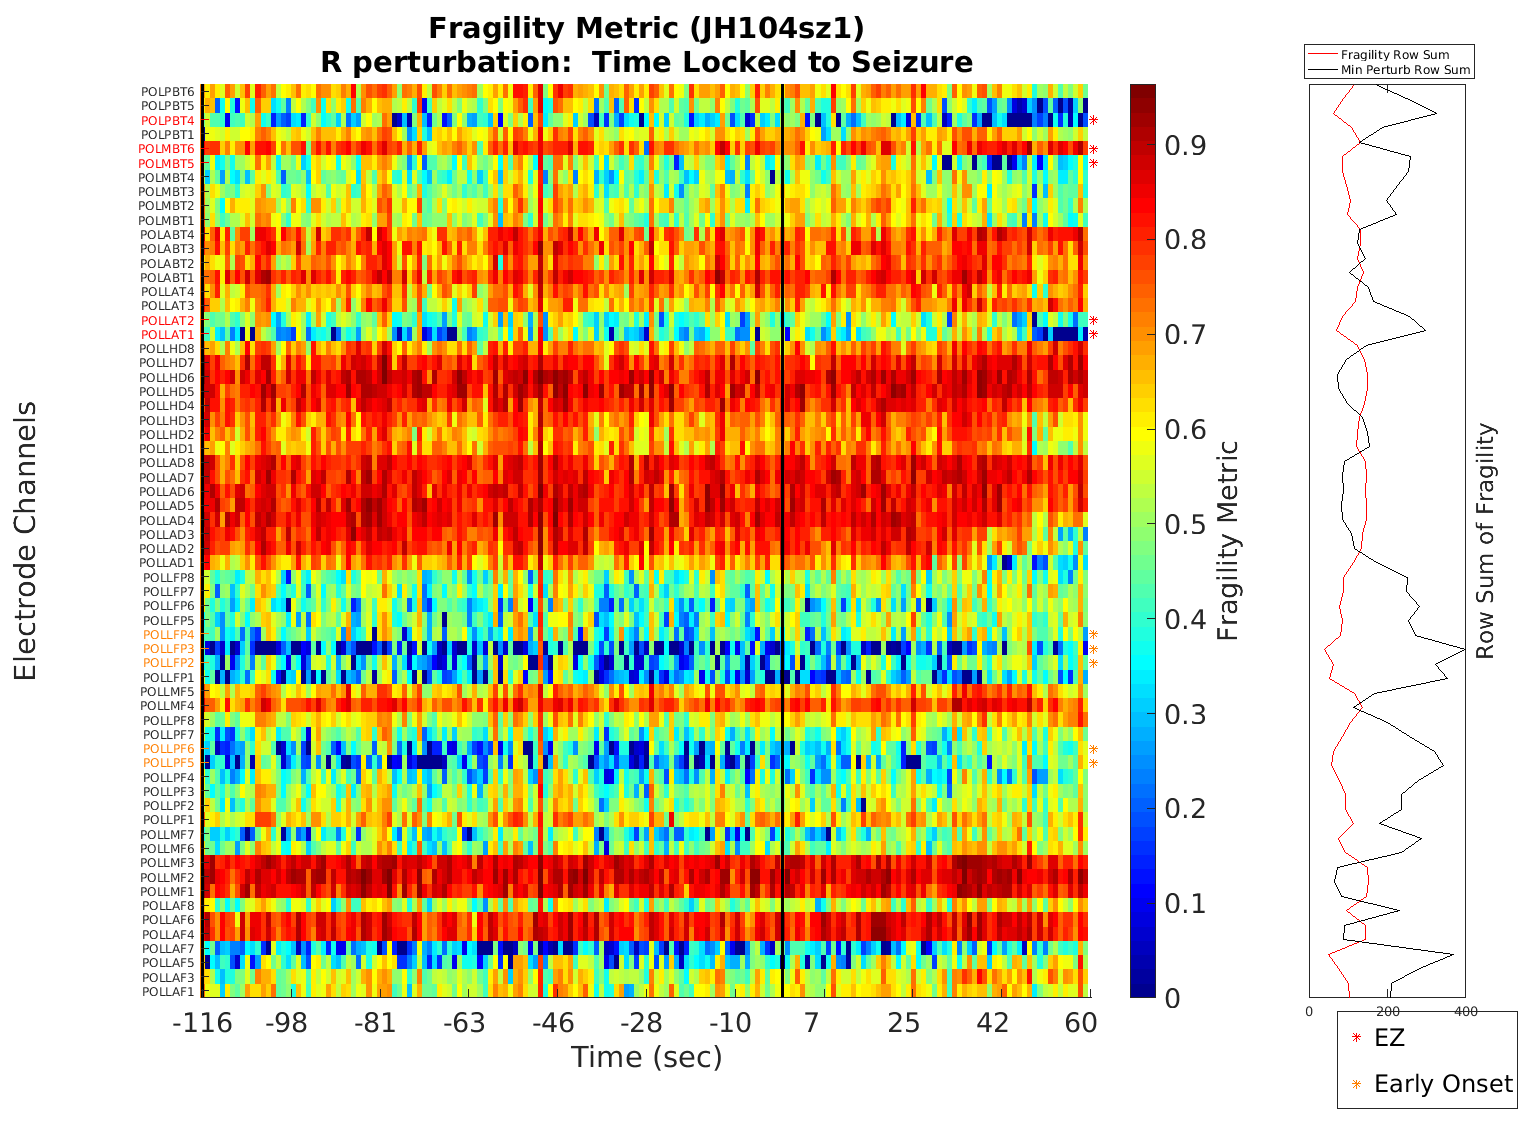 Fragility Metric (JH104sz1)
R perturbation:  Time Locked to Seizure
Fragility Row Sum
Min Perturb Row Sum
Electrode Channels
POLPBT6
POLPBT5
POLPBT4
POLPBT1
POLMBT6
POLMBT5
POLMBT4
POLMBT3
POLMBT2
POLMBT1
POLABT4
POLABT3
POLABT2
POLABT1
POLLAT4
POLLAT3
POLLAT2
POLLAT1
POLLHD8
POLLHD7
POLLHD6
POLLHD5
POLLHD4
POLLHD3
POLLHD2
POLLHD1
POLLAD8
POLLAD7
POLLAD6
POLLAD5
POLLAD4
POLLAD3
POLLAD2
POLLAD1
POLLFP8
POLLFP7
POLLFP6
POLLFP5
POLLFP4
POLLFP3
POLLFP2
POLLFP1
POLLMF5
POLLMF4
POLLPF8
POLLPF7
POLLPF6
POLLPF5
POLLPF4
POLLPF3
POLLPF2
POLLPF1
POLLMF7
POLLMF6
POLLMF3
POLLMF2
POLLMF1
POLLAF8
POLLAF6
POLLAF4
POLLAF7
POLLAF5
POLLAF3
POLLAF1
-116 -98 -81 -63 -46 -28 -10 7 25 42 60
Time (sec)
0.9
0.8
0.7
0.6
0.5
0.4
0.3
0.2
0.1
0
Fragility Metric
Row Sum of Fragility
0 200 400
EZ
Early Onset